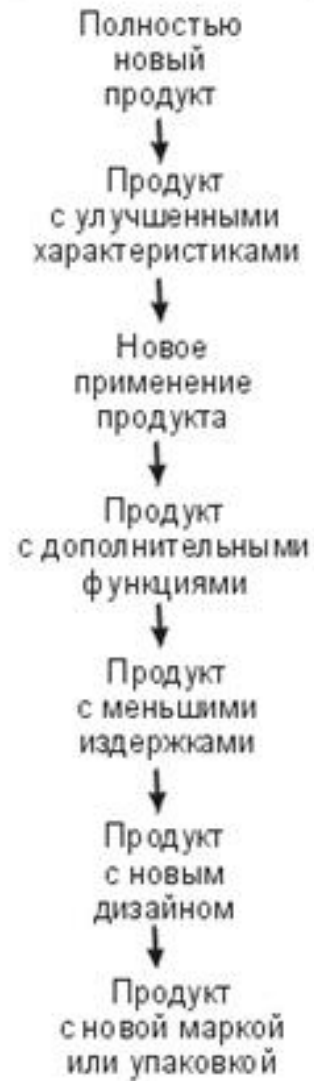 Полностью
новый
продукт
Продукт
с улучшенными
характеристиками
Новое
применение
продукта
Продукт
с дополнительными
функциями
Продукт
с меньшими
издержками
Продукт
с новым
дизайном
Продукт
с новой маркой
или упаковкой